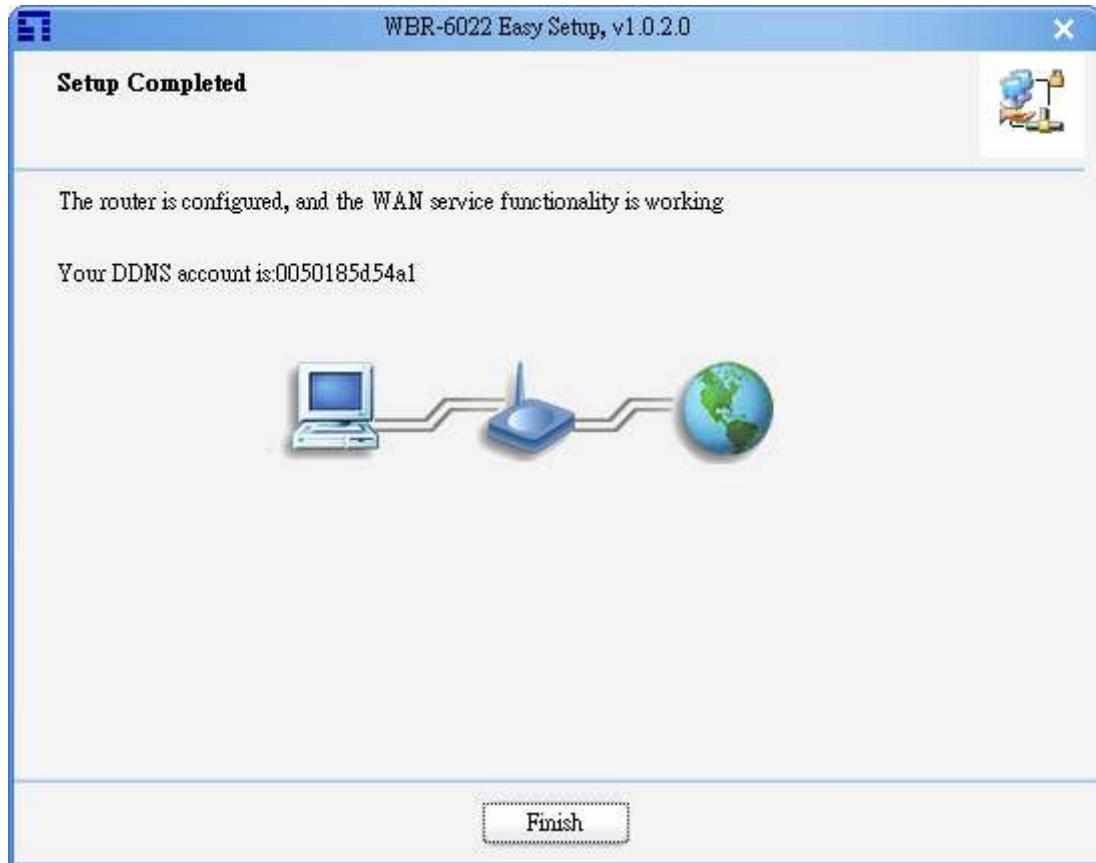 WBR-6022 Easy Setup, v1.0.2.0
Setup Completed
The router is configured, and the WAN service functionality is working
Your DDNS account is:0050185d54a1
Finish